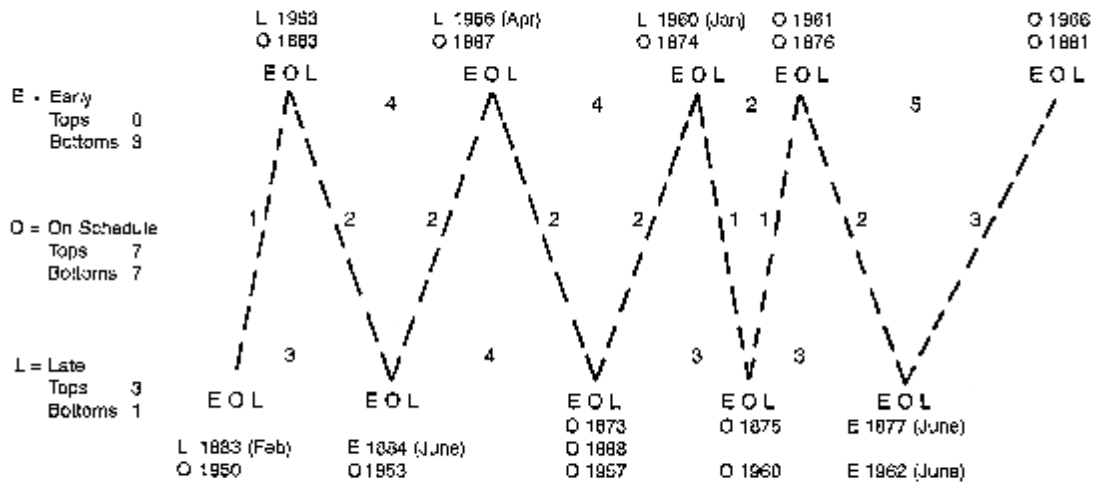 L 1953 L 1956 (Apr) L 1960 (Jan) O 1961 O 1966
O 1883 O 1887 O 1874 O 1876 O 1881
E O L E O L E O L E O L E O L
E - Early 4 4 2 5
Tops 0
Bottoms 3
O = On Schedule 1 2 2 2 2 1 1 2 3
Tops 7
Bottoms 7
L = Late 3 4 3 3
Tops 3
Bottoms 1
E O L E O L E O L E O L E O L
O 1873 O 1875 E 1877 (June)
L 1883 (Feb) E 1884 (June) O 1888
O 1950 O 1953 O 1957 O 1960 E 1962 (June)